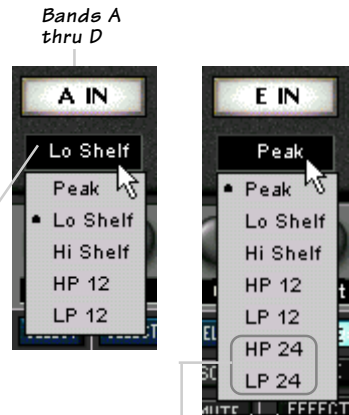 Bands A
thru D
A IN
Lo Shelf
Peak
Lo Shelf
Hi Shelf
HP 12
LP 12
E IN
Peak
Peak
Lo Shelf
Hi Shelf
HP 12
LP 12
HP 24
LP 24
MUTE
EFFECT